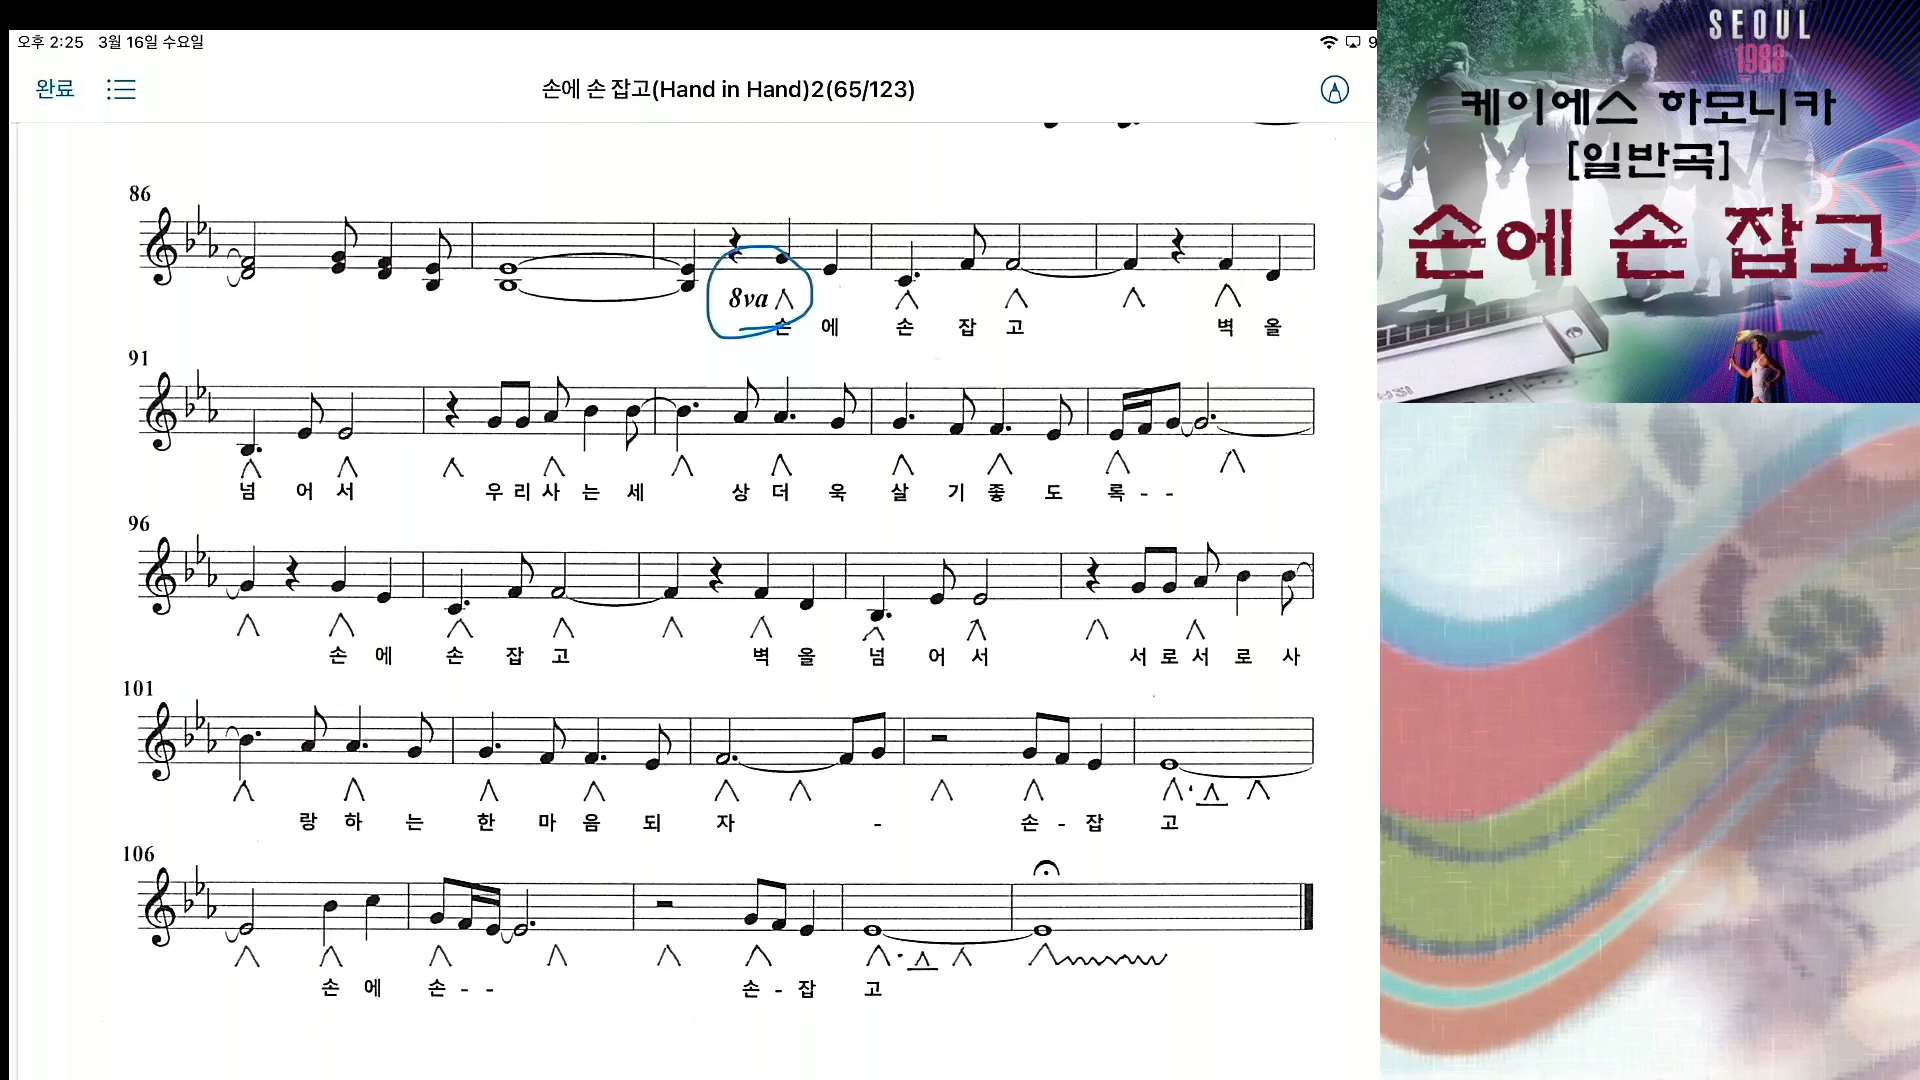 오후 2:25 3월 16일 수요일
완료
손에 손 잡고(Hand in Hand)2(65/123)
86
8va
손 에 손 잡 고 벽 을
91
넘 어 서 우 리 사 는 세 상 더 욱 살 기 좋 도 록 - -
96
손 에 손 잡 고 벽 을 넘 어 서 서 로 서 로 사
101
랑 하 는 한 마 음 되 자 - 손 - 잡 고
106
손 에 손 - - 손 - 잡 고
SEOUL
1988
케이에스 하모니카
[일반곡]
손에 손 잡고